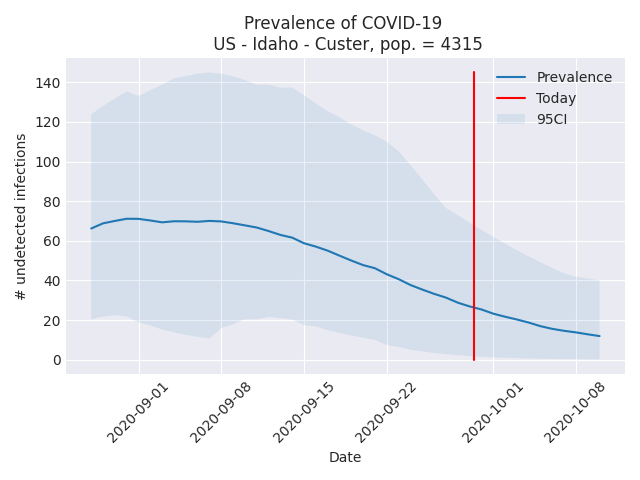 Prevalence of COVID-19
US - Idaho - Custer, pop. = 4315
Prevalence
Today
95CI
# undetected infections
140
120
100
80
60
40
20
0
2020-09-01
2020-09-08
2020-09-15
2020-09-22
2020-10-01
2020-10-08
Date